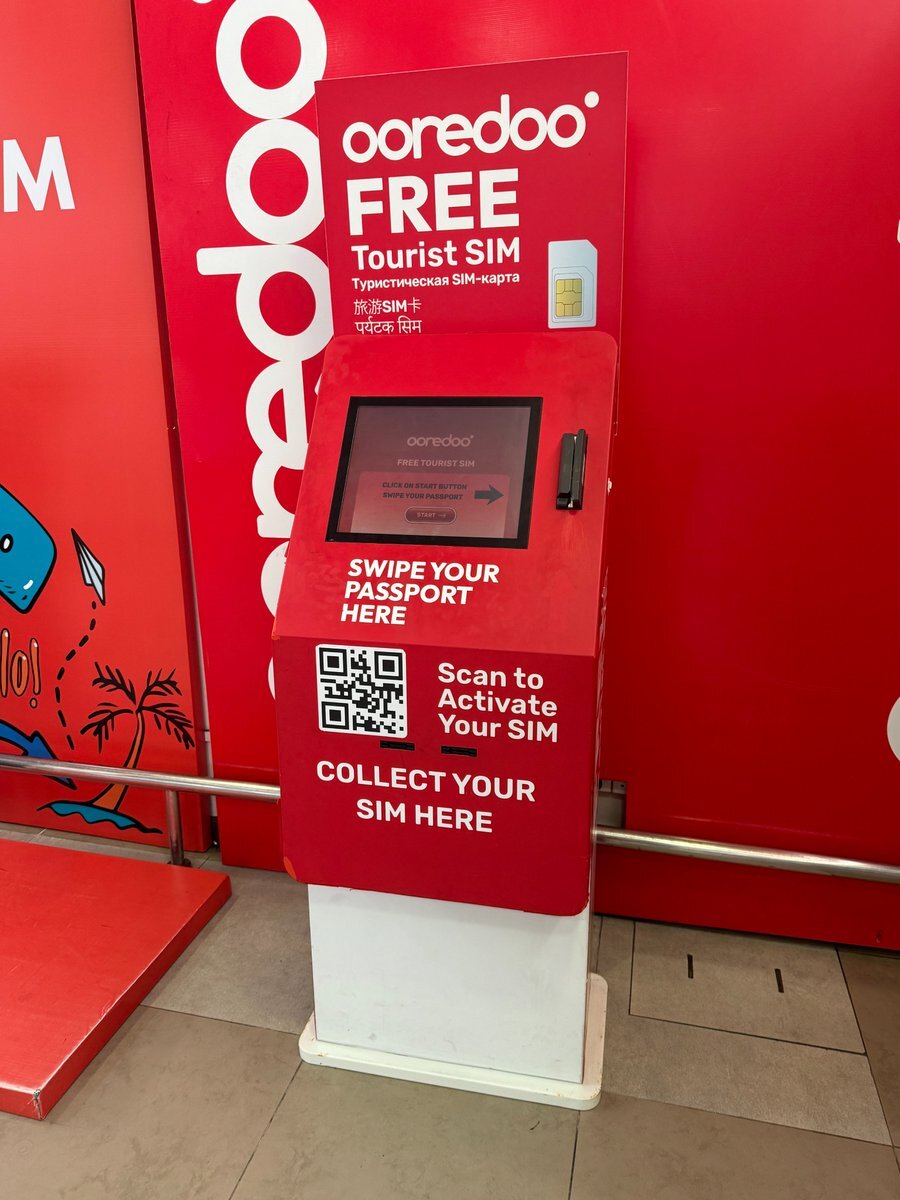 M
ooredoo
ooredoo
FREE
Tourist SIM
Туристическая SIM-карта
旅游SIM卡
पर्यटक सिम
ooredoo
FREE TOURIST SIM
CLICK ON START BUTTON
SWIPE YOUR PASSPORT
START
SWIPE YOUR
PASSPORT
HERE
Scan to
Activate
Your SIM
COLLECT YOUR
SIM HERE
lo!